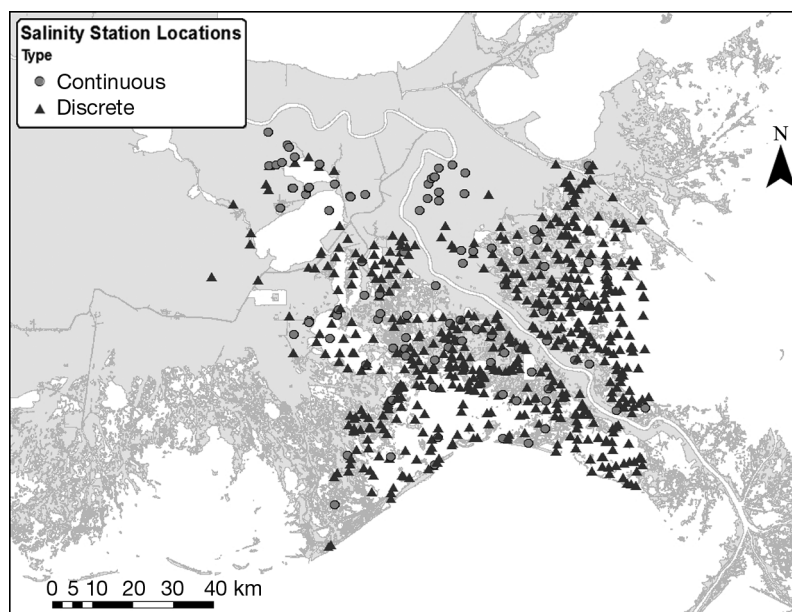 Salinity Station Locations
Type
Continuous
Discrete
N
0 5 10 20 30 40 km